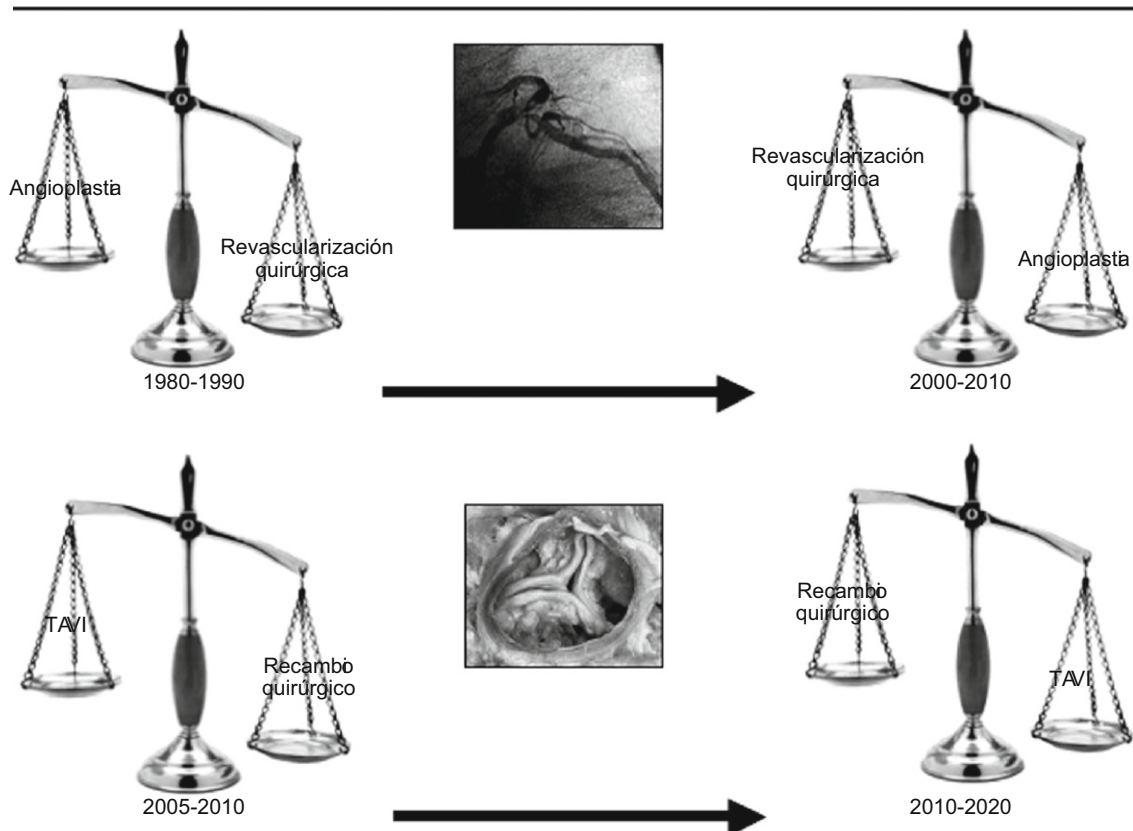 Angioplastia
Revascularización
quirúrgica
1980-1990
Revascularización
quirúrgica
Angioplastia
2000-2010
TAVI
Recambio
quirúrgico
2005-2010
Recambio
quirúrgico
TAVI
2010-2020